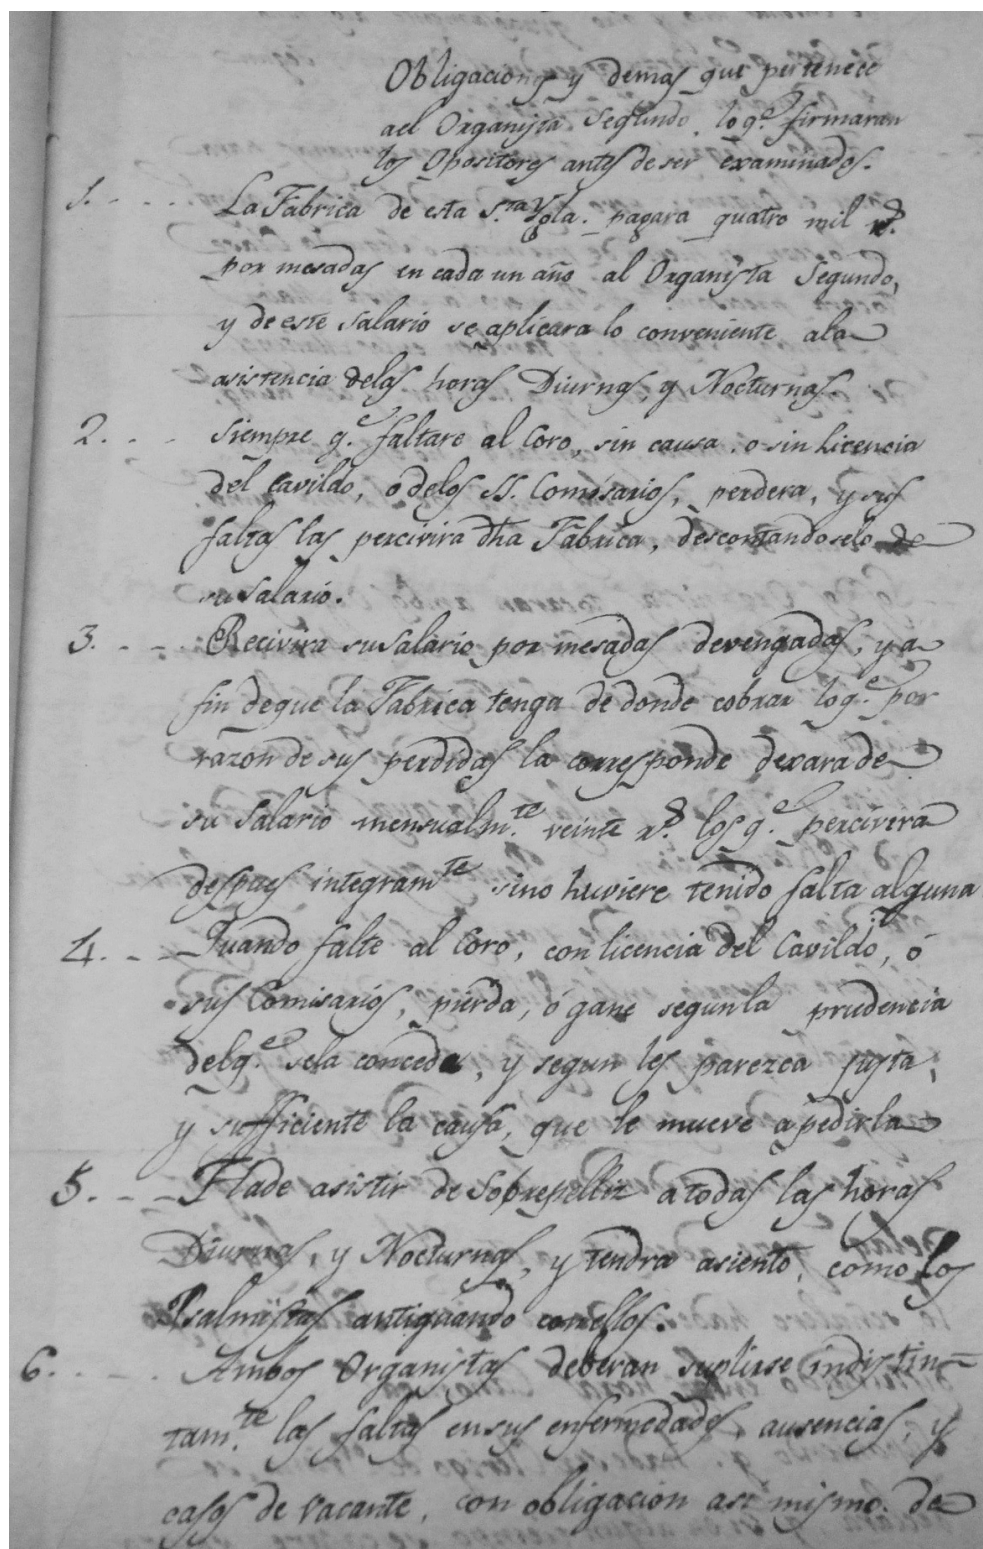 Obligaciones y demas que pertenece
ael Organista Segundo, lo q.e firmaran
los Opositores antes de ser examinados.
1. La Fabrica de esta S.ta Ygla. pagara quatro mil r.s
por mesadas en cada un año al Organista Segundo,
y de este salario se aplicara lo conveniente ala
asistencia delas horas Diurnas, y Nocturnas.
2. Siempre q.e faltare al Coro, sin causa, o sin Licencia
del Cavildo, ó delos SS. Comisarios, perdera, y sus
faltas las percivira dha Fabrica, descontandoselo de
su Salario.
3. Recivira su Salario por mesadas devengadas, y a
fin deque la Fabrica tenga de donde cobrar loq.e por
razon de sus perdidas la corresponde dexara de
su Salario mensualm.te veinte r.s los q.e percivira
despues integram.te sino huviere tenido falta alguna
4. Quando falte al Coro, con licencia del Cavildo, ó
sus Comisarios, pierda, ó gane segun la prudencia
delq.e sela conceda, y segun les parezca justa,
y sufficiente la causa, que le mueve apedirla
5. Hade asistir de Sobrepelliz a todas las horas
Diurnas, y Nocturnas, y tendra asiento, como los
Psalmistas antiguando conellos.
6. Ambos Organistas deberan suplirse indistin=
tam.te las faltas ensus enfermedades, ausencias, y
casos de vacante, con obligacion asi mismo de